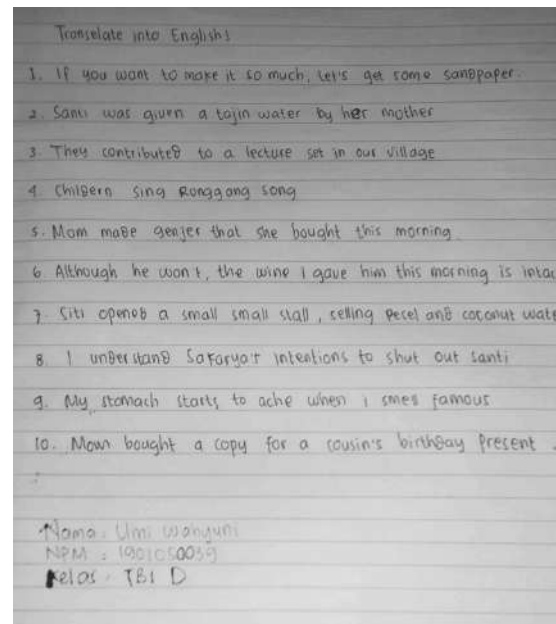 Transelate into English!
1. If you want to make it so much, let's get some sandpaper.
2. Santi was given a tajin water by her mother
3. They contributed to a lecture set in our village
4. Childern sing Ronggang song
5. Mom made genjer that she bought this morning
6. Although he won't, the wine I gave him this morning is intac
7. Siti opened a small small stall, selling pecel and coconut wate
8. I understand Sakarya's intentions to shut out santi
9. My stomach starts to ache when i smell famous
10. Mom bought a copy for a cousin's birthday present.
Nama : Umi Wahyuni
NPM : 1901050039
Kelas : TBI D